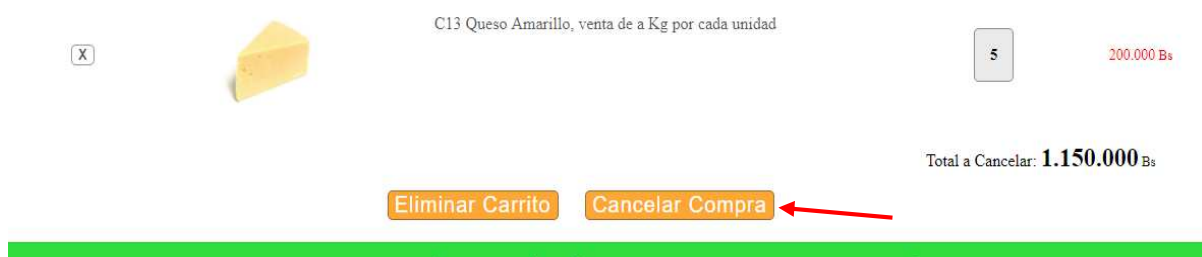 C13 Queso Amarillo, venta de a Kg por cada unidad
X
5
200.000 Bs
Total a Cancelar: 1.150.000 Bs
Eliminar Carrito
Cancelar Compra